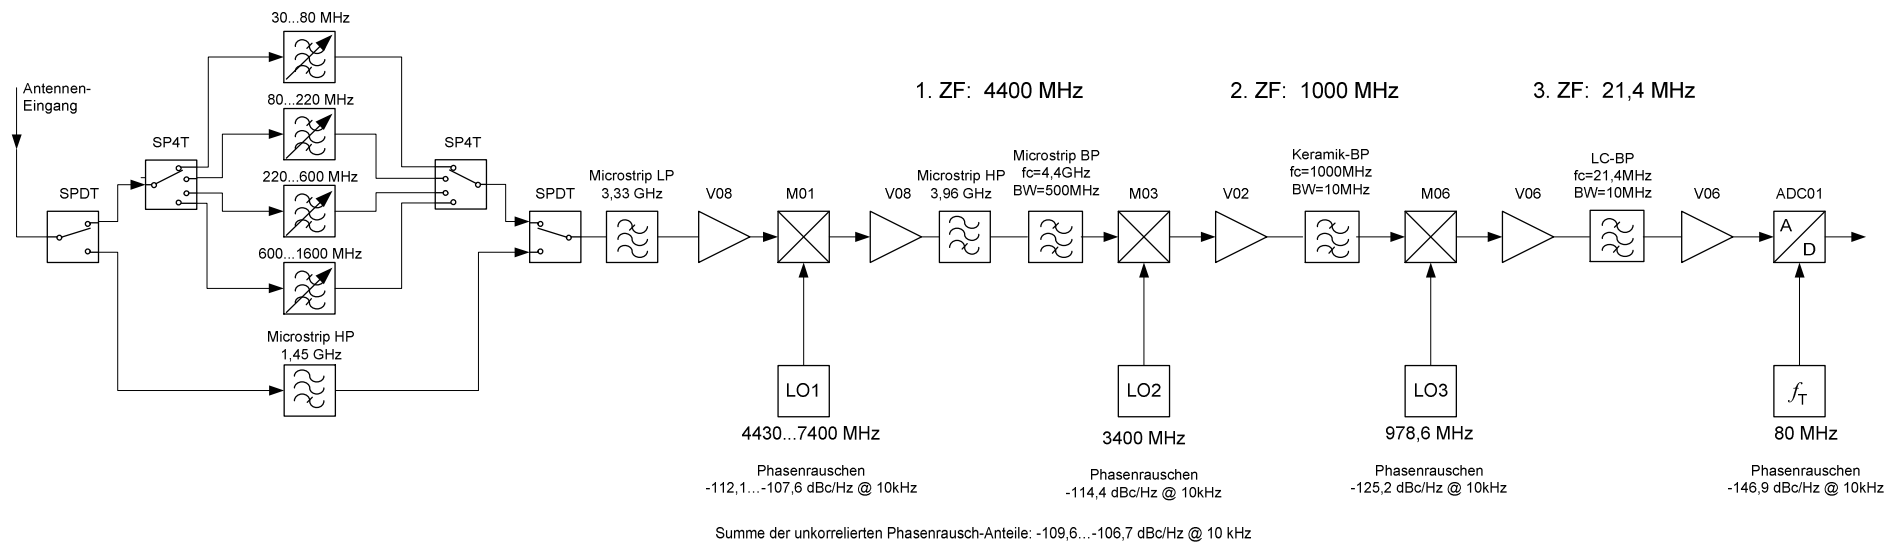 30...80 MHz
Antennen-
Eingang
80...220 MHz
SP4T
SP4T
220...600 MHz
SPDT
SPDT
600...1600 MHz
Microstrip HP
1,45 GHz
1. ZF: 4400 MHz
2. ZF: 1000 MHz
3. ZF: 21,4 MHz
Microstrip LP
3,33 GHz
V08
M01
V08
Microstrip HP
3,96 GHz
Microstrip BP
fc=4,4GHz
BW=500MHz
M03
V02
Keramik-BP
fc=1000MHz
BW=10MHz
M06
V06
LC-BP
fc=21,4MHz
BW=10MHz
V06
ADC01
A
D
LO1
LO2
LO3
fT
4430...7400 MHz
3400 MHz
978,6 MHz
80 MHz
Phasenrauschen
-112,1...-107,6 dBc/Hz @ 10kHz
Phasenrauschen
-114,4 dBc/Hz @ 10kHz
Phasenrauschen
-125,2 dBc/Hz @ 10kHz
Phasenrauschen
-146,9 dBc/Hz @ 10kHz
Summe der unkorrelierten Phasenrausch-Anteile: -109,6...-106,7 dBc/Hz @ 10 kHz